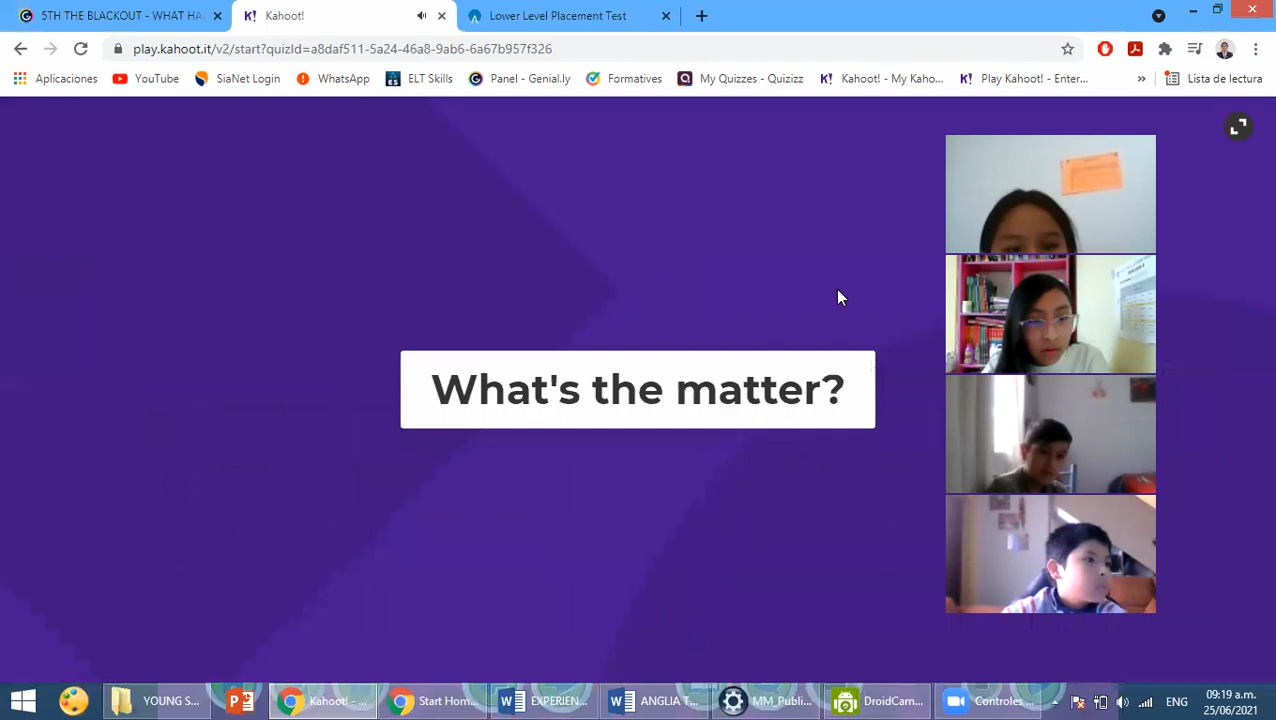 5TH THE BLACKOUT - WHAT HA
Kahoot!
Lower Level Placement Test
play.kahoot.it/v2/start?quizId=a8daf511-5a24-46a8-9ab6-6a67b957f326
Aplicaciones
YouTube
SiaNet Login
WhatsApp
ELT Skills
Panel - Genial.ly
Formatives
My Quizzes - Quizizz
Kahoot! - My Kaho...
Play Kahoot! - Enter...
»
Lista de lectura
What's the matter?
YOUNG S...
Kahoot! - ...
Start Hom...
EXPERIEN...
ANGLIA T...
MM_Publi...
DroidCam...
Controles ...
ENG
09:19 a.m.
25/06/2021